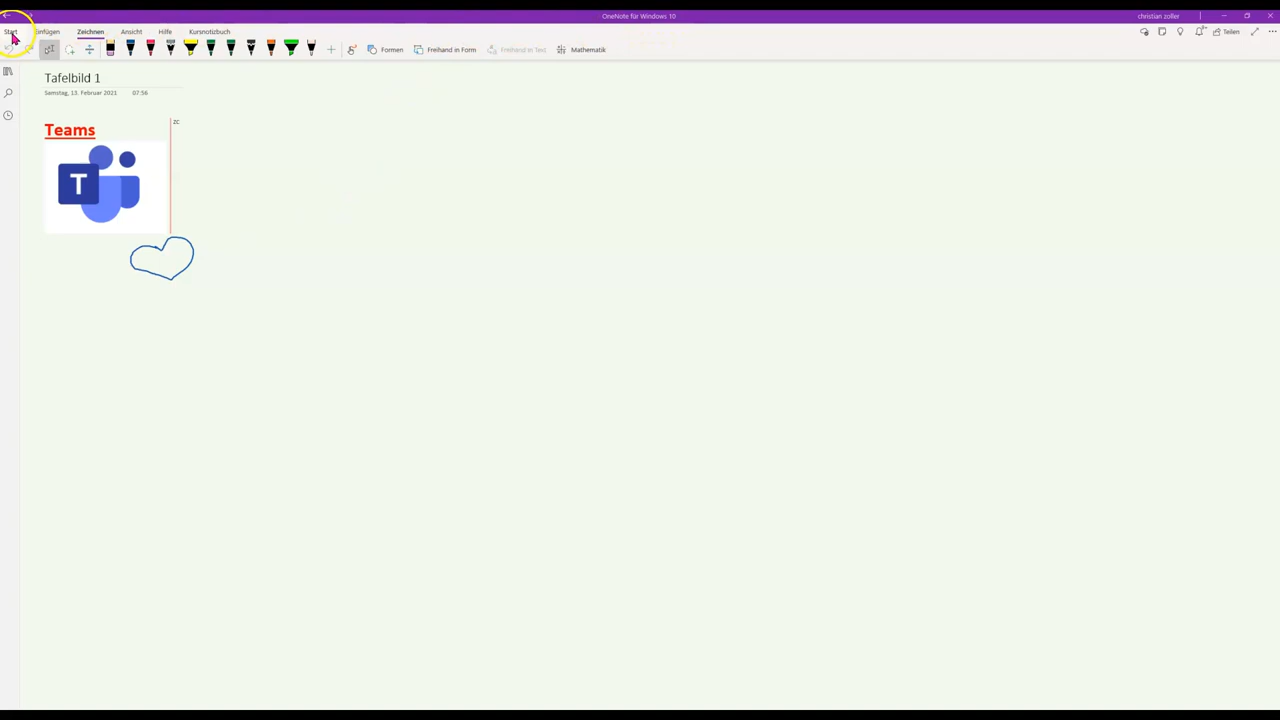 OneNote für Windows 10
christian zoller
Start
Einfügen
Zeichnen
Ansicht
Hilfe
Kursnotizbuch
Teilen
Formen
Freihand in Form
Freihand in Text
Mathematik
Tafelbild 1
Samstag, 13. Februar 2021 07:56
Teams
ZC
T